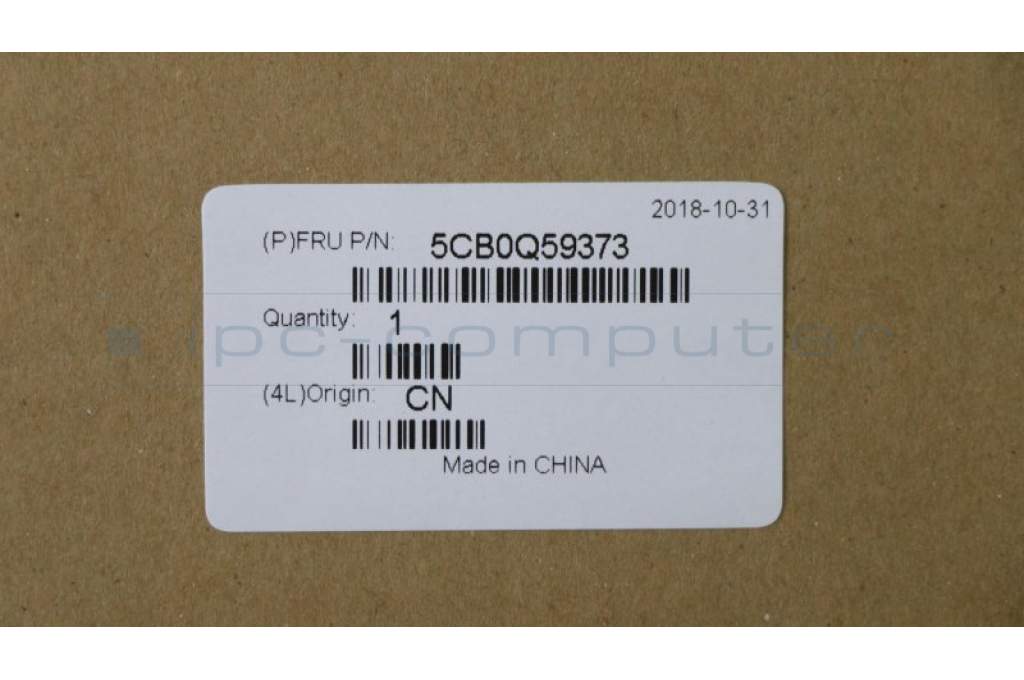 2018-10-31
(P)FRU P/N: 5CB0Q59373
Quantity: 1
ipc-computer
(4L)Origin: CN
Made in CHINA